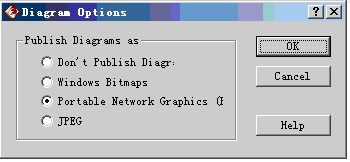 Diagram Options
Publish Diagrams as
Don't Publish Diagr
Windows Bitmaps
Portable Network Graphics (
JPEG
OK
Cancel
Help